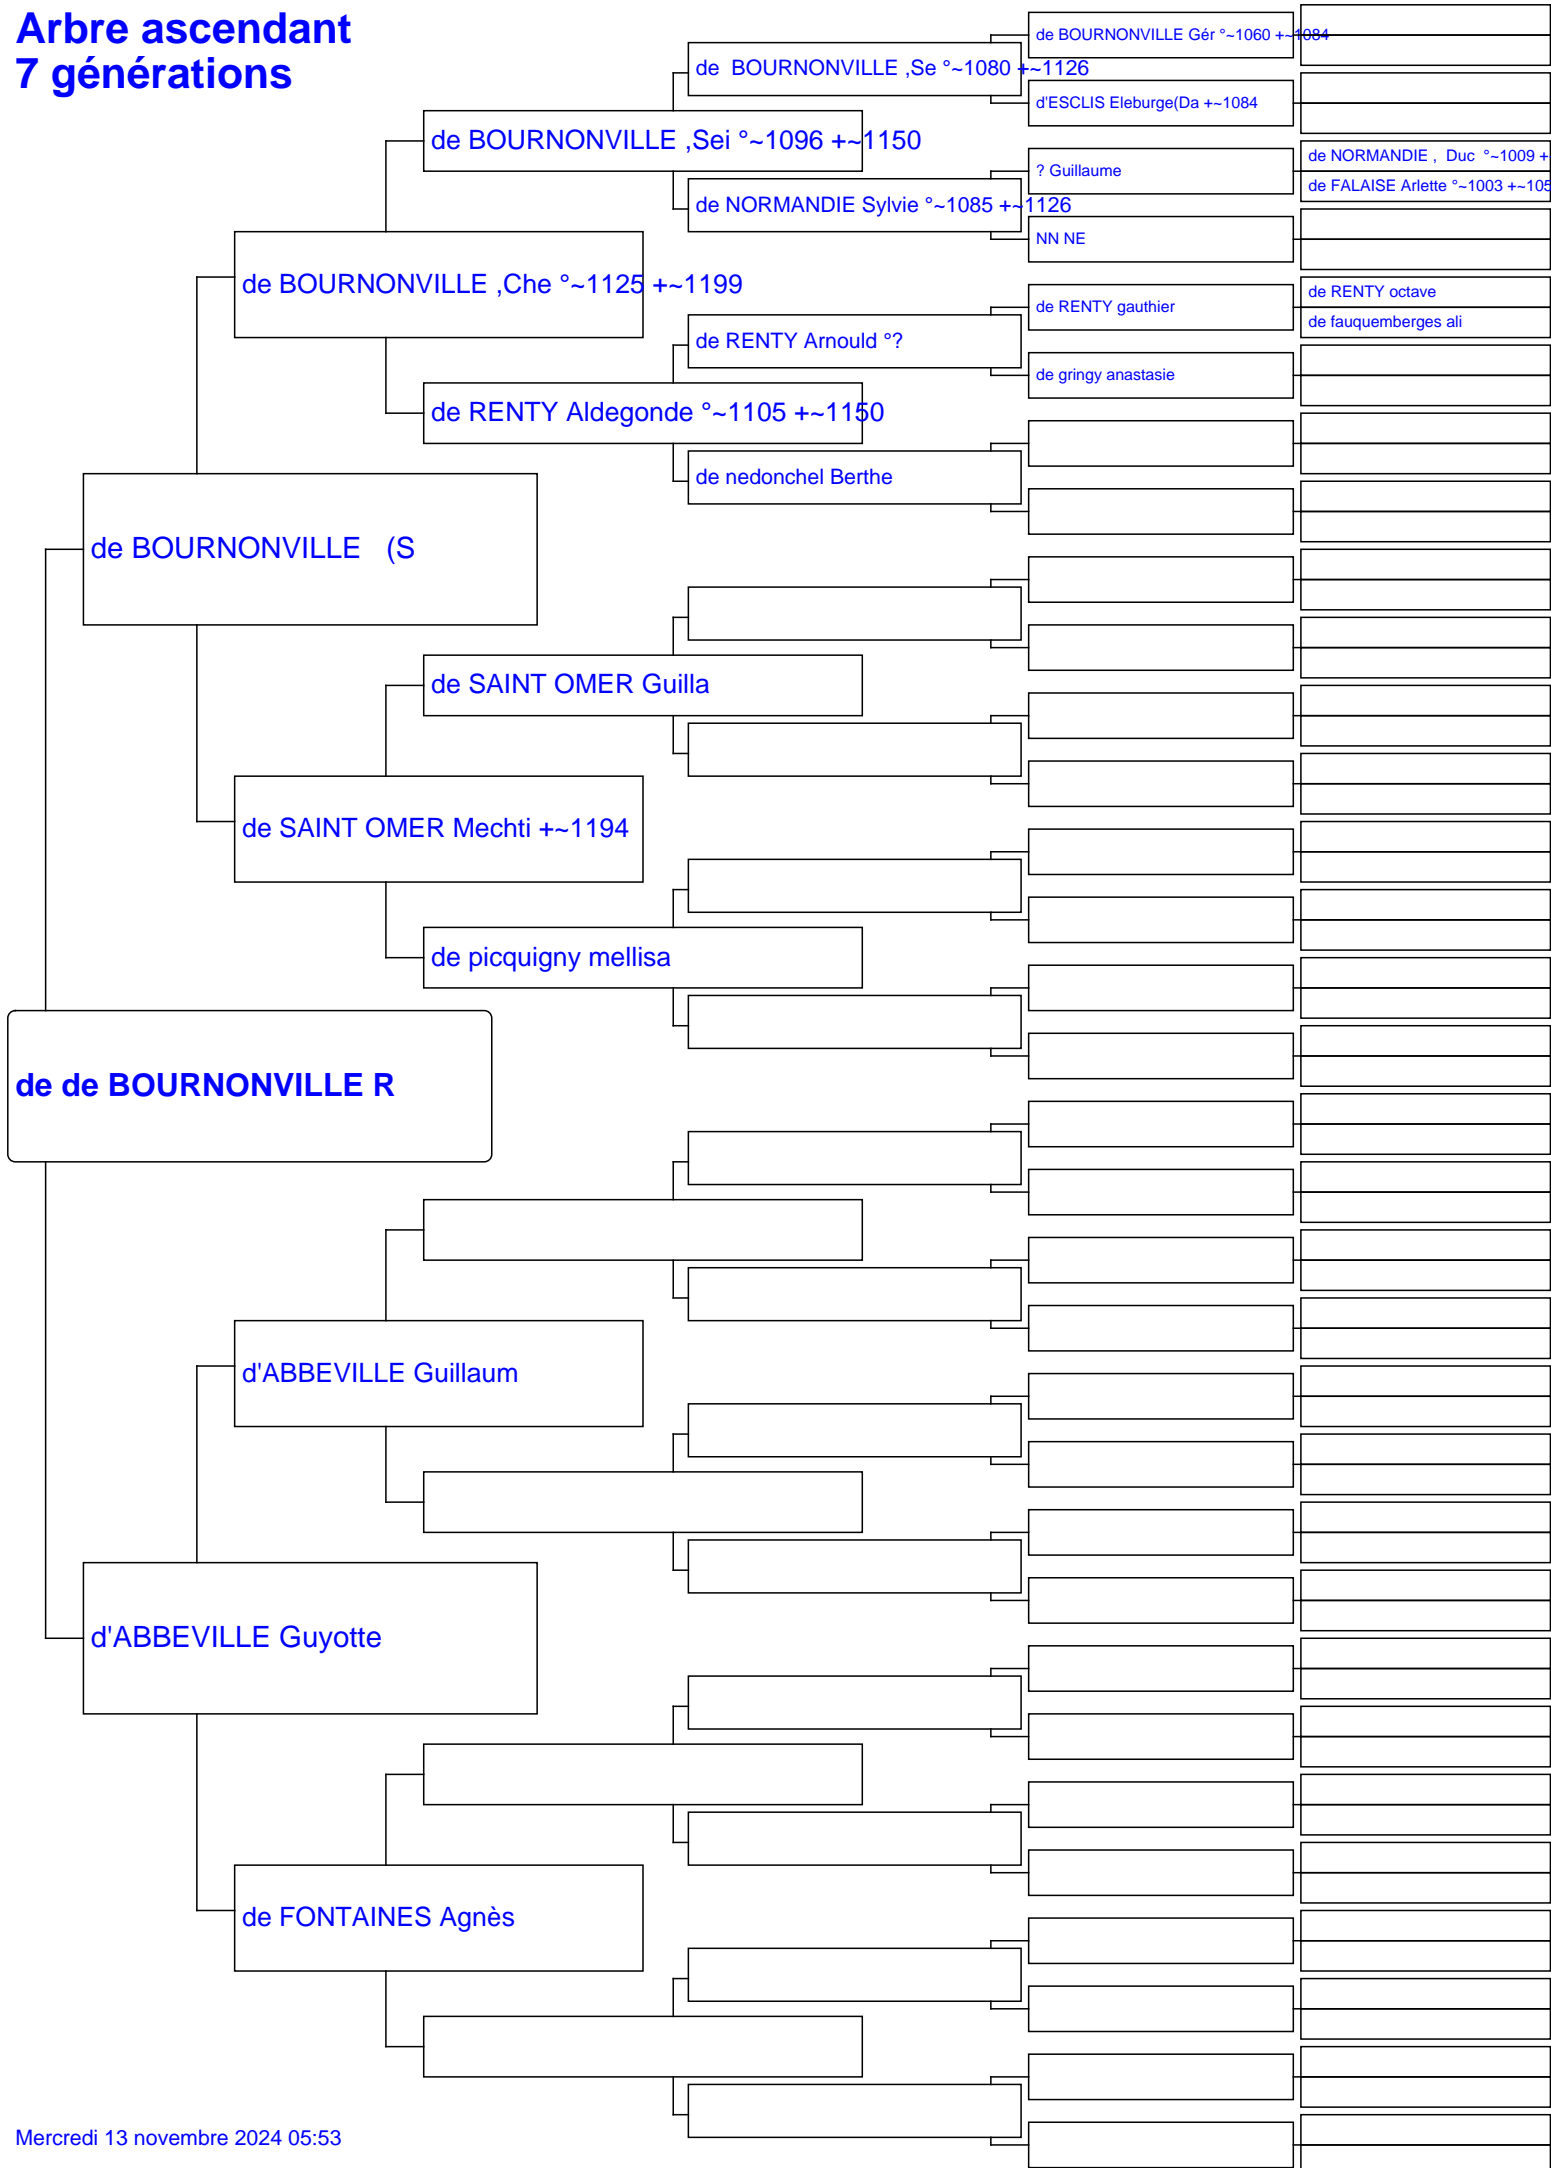 Arbre ascendant
7 générations
de BOURNONVILLE Gér °~1060 +~1084
de  BOURNONVILLE ,Se °~1080 +~1126
d'ESCLIS Eleburge(Da +~1084
de BOURNONVILLE ,Sei °~1096 +~1150
de NORMANDIE ,  Duc  °~1009 +
? Guillaume
de FALAISE Arlette °~1003 +~105
de NORMANDIE Sylvie °~1085 +~1126
NN NE
de BOURNONVILLE ,Che °~1125 +~1199
de RENTY octave
de RENTY gauthier
de fauquemberges ali
de RENTY Arnould °?
de gringy anastasie
de RENTY Aldegonde °~1105 +~1150
de nedonchel Berthe
de BOURNONVILLE   (S
de SAINT OMER Guilla
de SAINT OMER Mechti +~1194
de picquigny mellisa
de de BOURNONVILLE R
d'ABBEVILLE Guillaum
d'ABBEVILLE Guyotte
de FONTAINES Agnès
Mercredi 13 novembre 2024 05:53